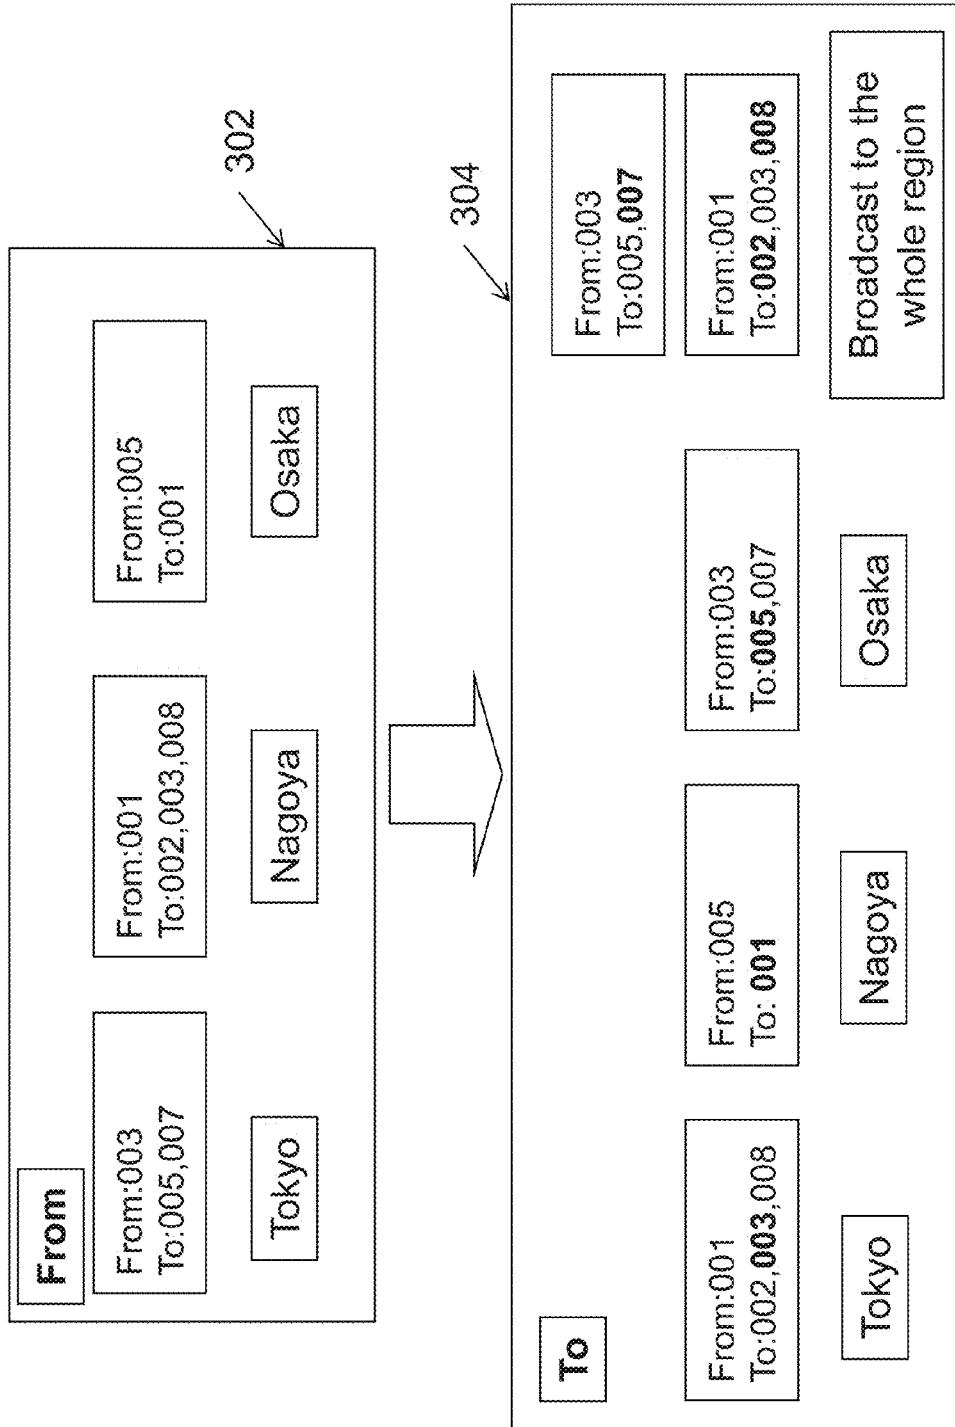 302
From
From:003
To:005,007
From:001
To:002,003,008
From:005
To:001
Tokyo
Nagoya
Osaka
304
To
From:003
To:005,007
From:001
To:002,003,008
From:005
To: 001
From:003
To:005,007
From:001
To:002,003,008
Tokyo
Nagoya
Osaka
Broadcast to the
whole region